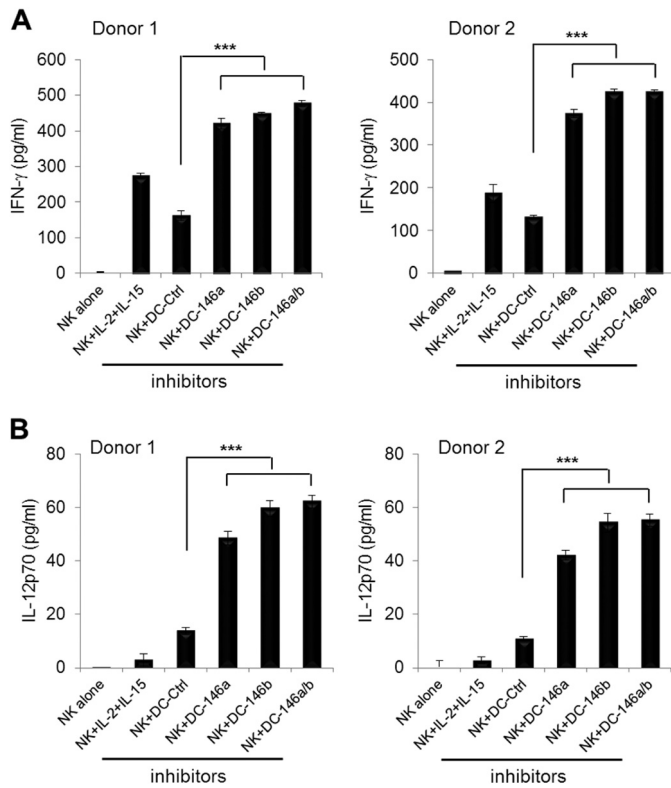 A
Donor 1
***
IFN-γ (pg/ml)
600
500
400
300
200
100
0
NK alone
NK+IL-2+IL-15
NK+DC-Ctrl
NK+DC-146a
NK+DC-146b
NK+DC-146a/b
inhibitors
Donor 2
***
IFN-γ (pg/ml)
500
400
300
200
100
0
NK alone
NK+IL-2+IL-15
NK+DC-Ctrl
NK+DC-146a
NK+DC-146b
NK+DC-146a/b
inhibitors
B
Donor 1
***
IL-12p70 (pg/ml)
80
60
40
20
0
NK alone
NK+IL-2+IL-15
NK+DC-Ctrl
NK+DC-146a
NK+DC-146b
NK+DC-146a/b
inhibitors
Donor 2
***
IL-12p70 (pg/ml)
80
60
40
20
0
NK alone
NK+IL-2+IL-15
NK+DC-Ctrl
NK+DC-146a
NK+DC-146b
NK+DC-146a/b
inhibitors